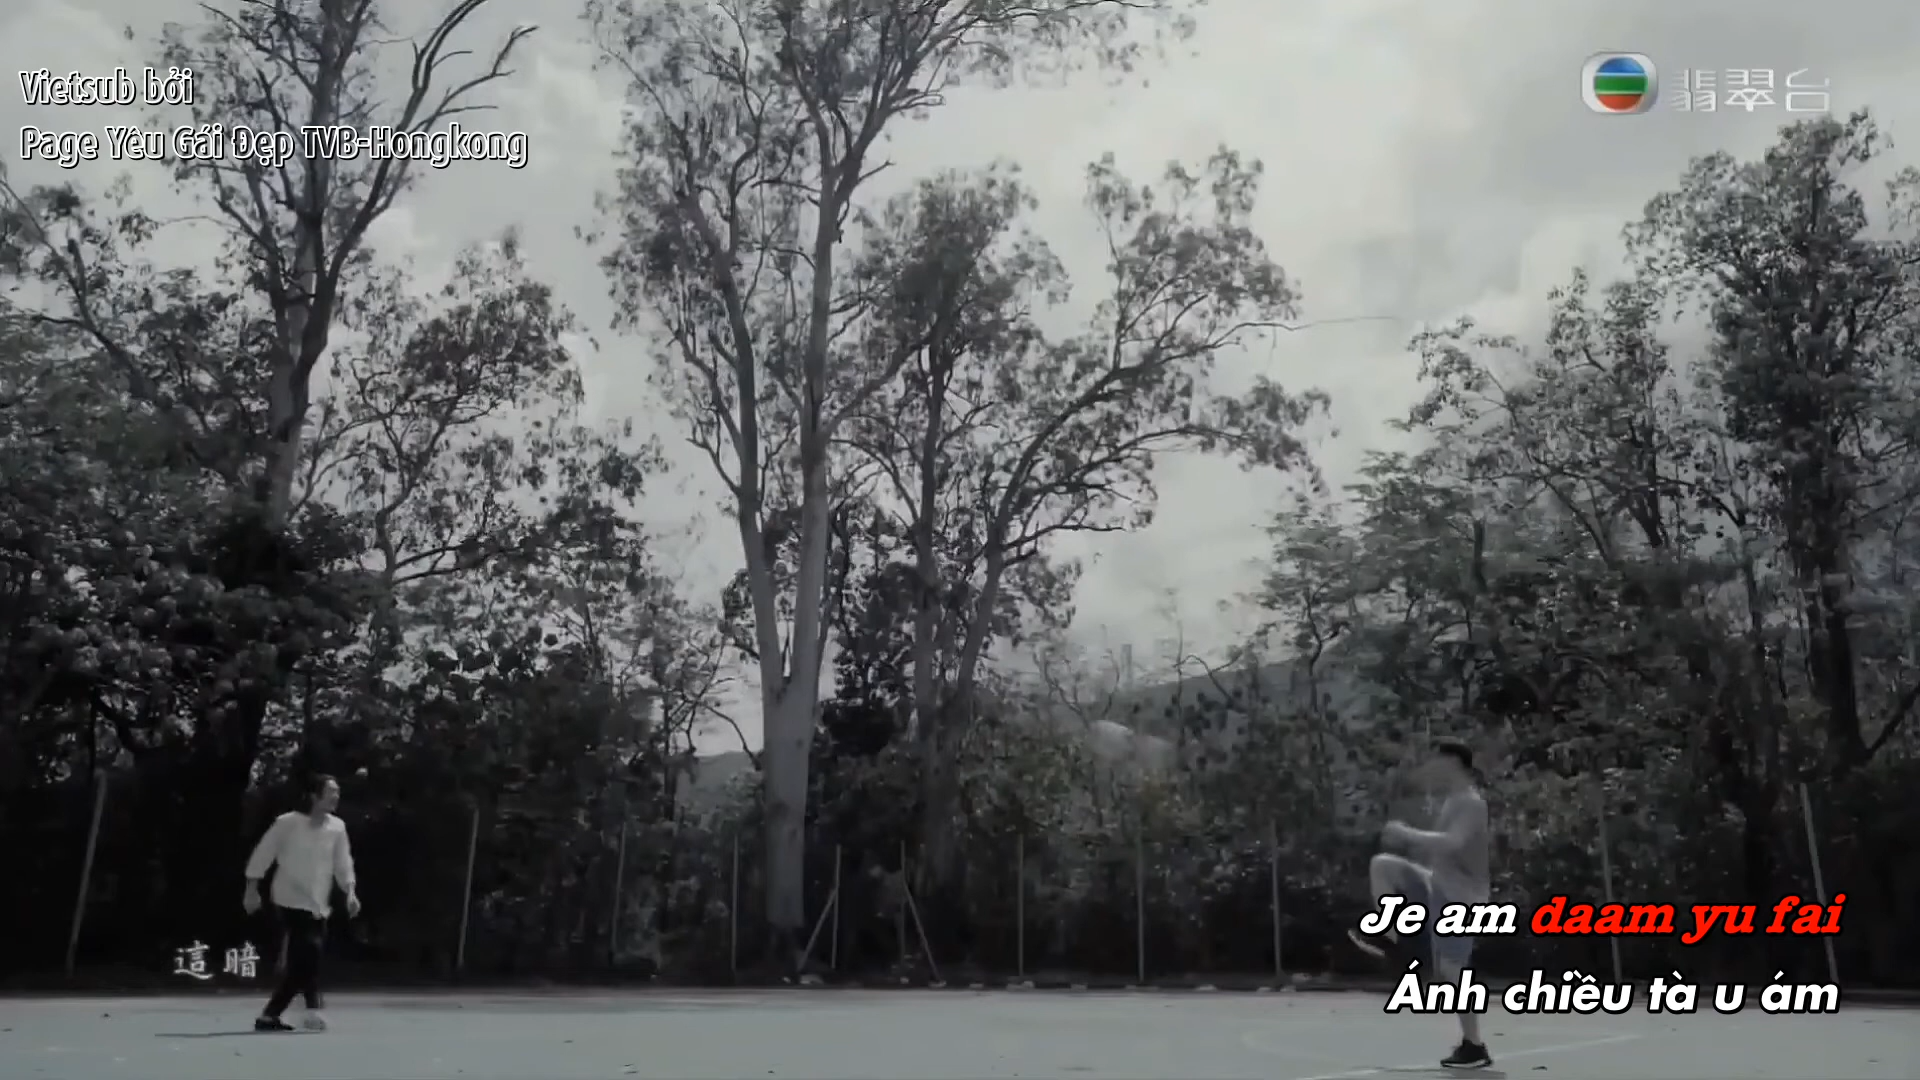 Vietsub bởi
Page Yêu Gái Đẹp TVB-Hongkong
翡翠台
這暗
Je am daam yu fai
Ánh chiều tà u ám